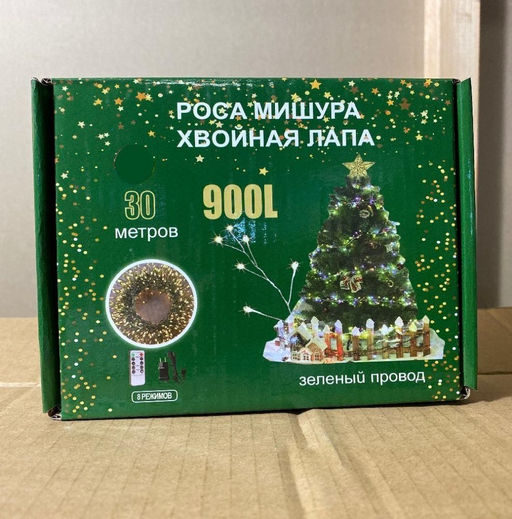 РОСА МИШУРА
ХВОЙНАЯ ЛАПА
30
метров
900L
8 РЕЖИМОВ
зеленый провод